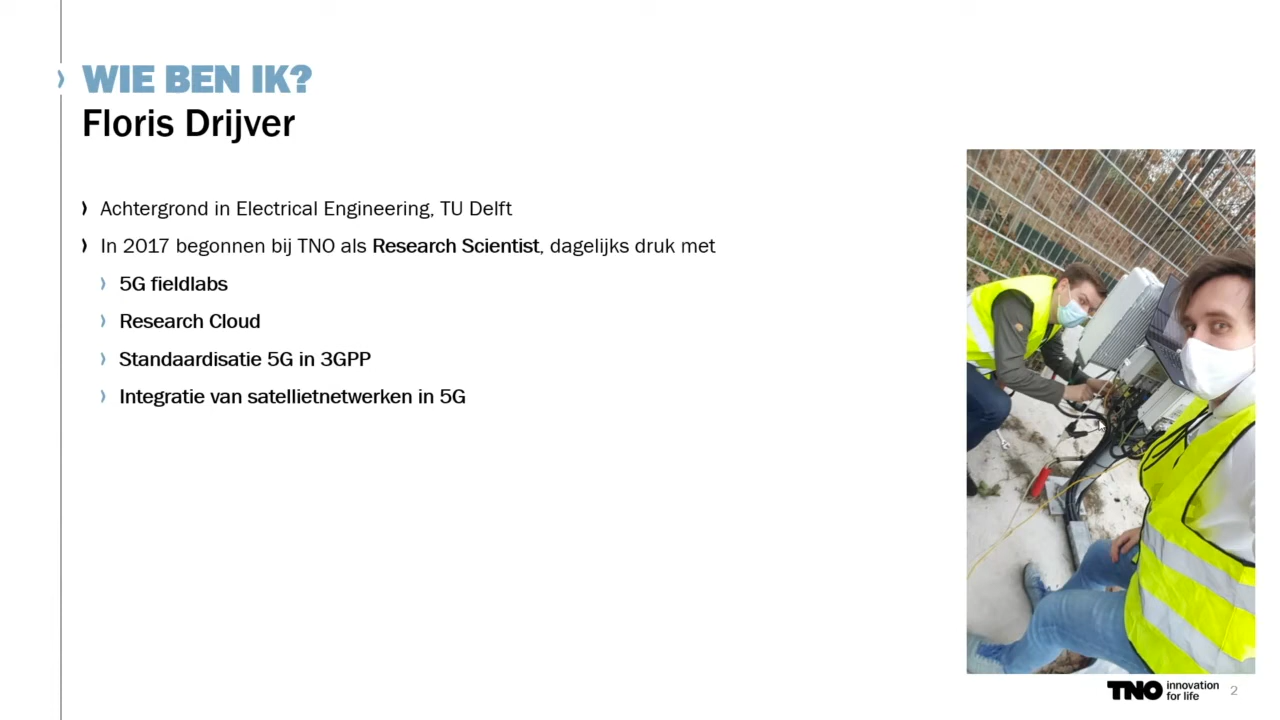 WIE BEN IK?
Floris Drijver
Achtergrond in Electrical Engineering, TU Delft
In 2017 begonnen bij TNO als Research Scientist, dagelijks druk met
5G fieldlabs
Research Cloud
Standaardisatie 5G in 3GPP
Integratie van satellietnetwerken in 5G
TNO innovation
for life
2